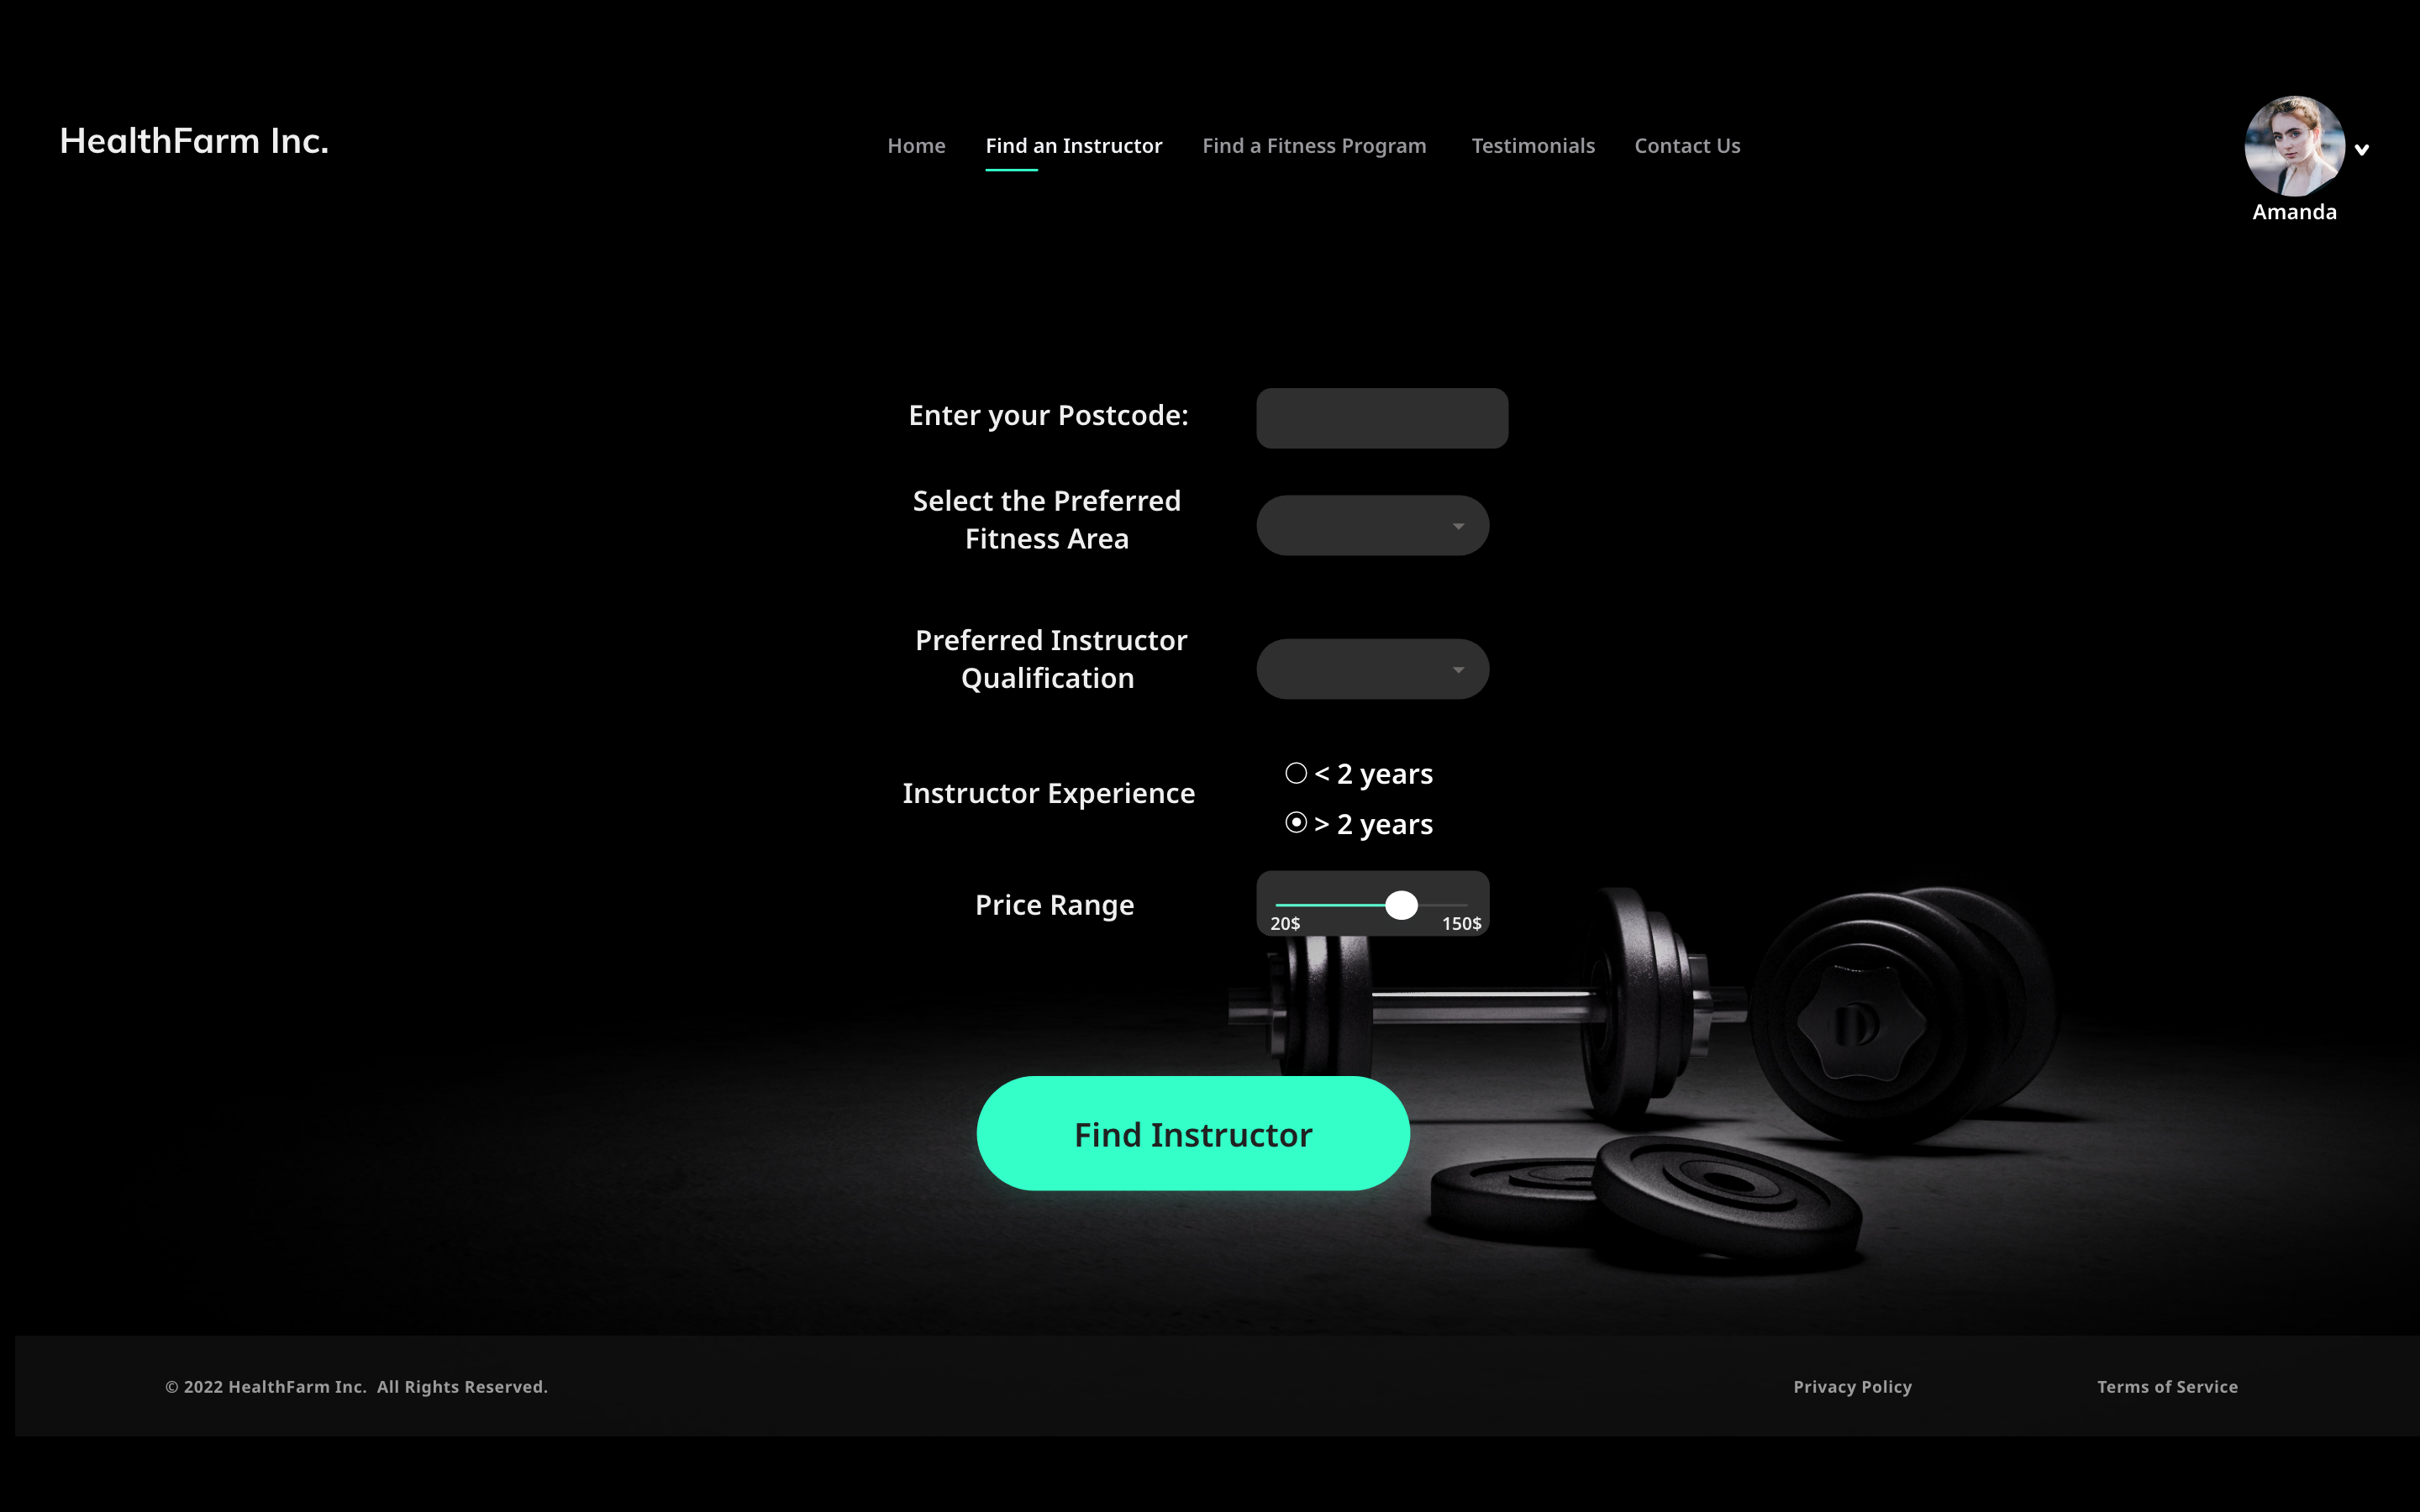 HealthFarm Inc.
Home
Find an Instructor
Find a Fitness Program
Testimonials
Contact Us
Amanda
Enter your Postcode:
Select the Preferred
Fitness Area
Preferred Instructor
Qualification
Instructor Experience
< 2 years
> 2 years
Price Range
20$
150$
Find Instructor
© 2022 HealthFarm Inc.  All Rights Reserved.
Privacy Policy
Terms of Service